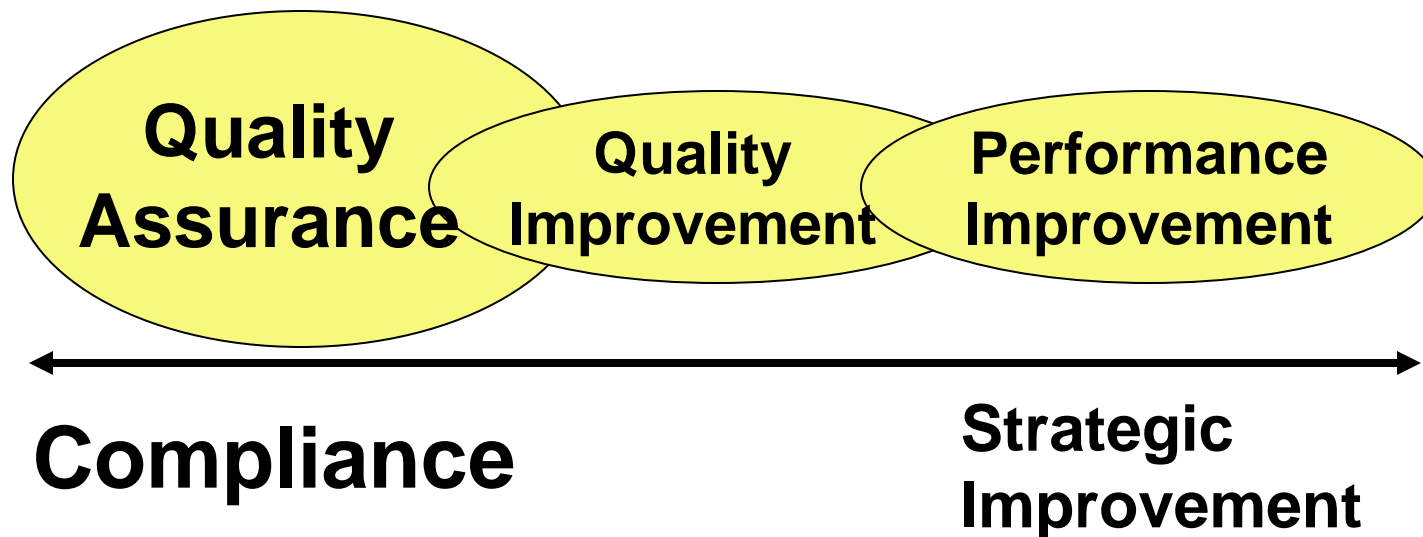 Quality
Assurance
Quality
Improvement
Performance
Improvement
Compliance
Strategic
Improvement